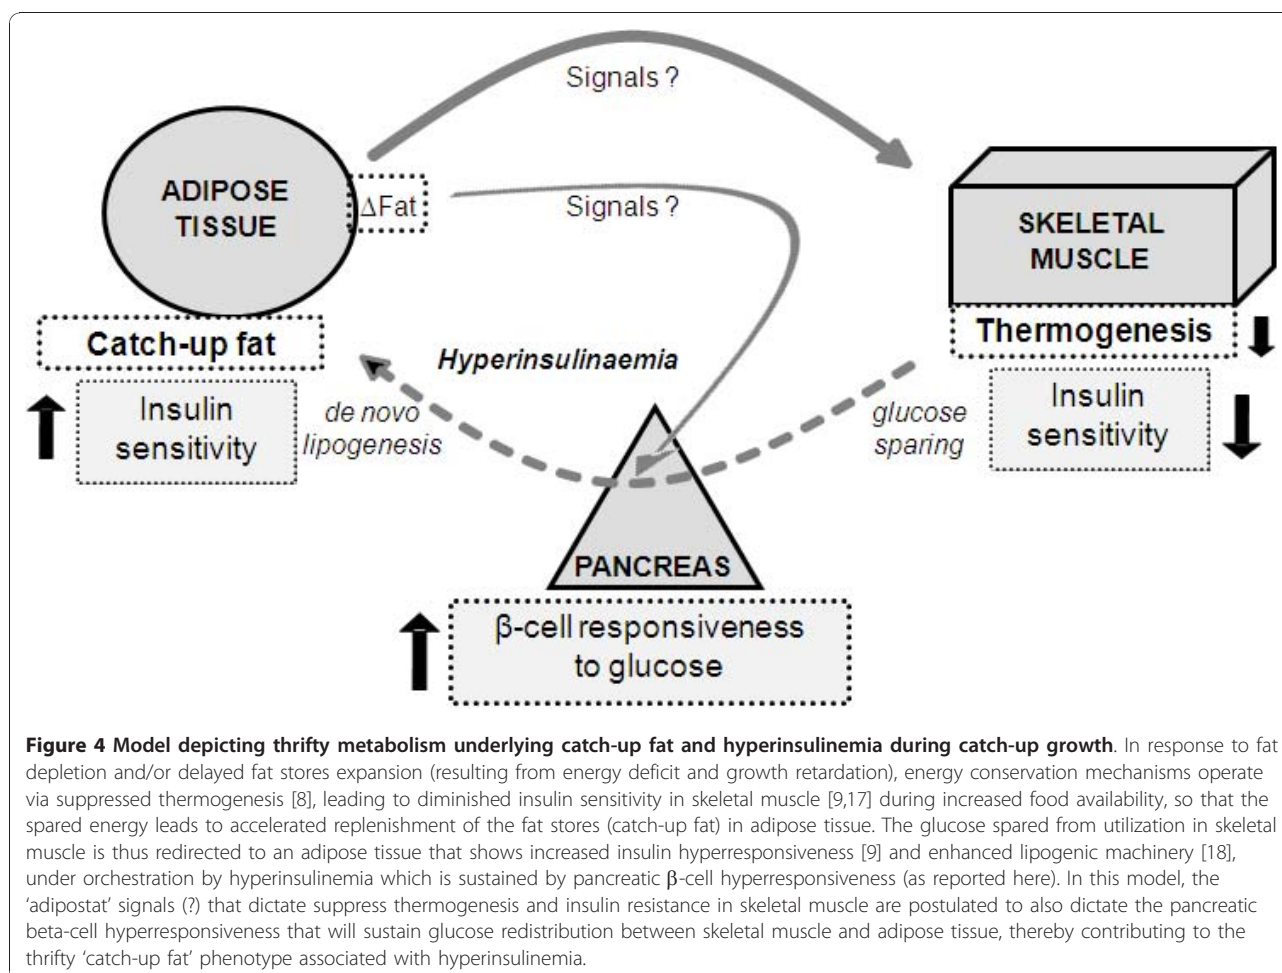 Signals ?
ADIPOSE
TISSUE
ΔFat
Signals ?
SKELETAL
MUSCLE
Catch-up fat
Thermogenesis
Hyperinsulinaemia
Insulin
sensitivity
de novo
lipogenesis
glucose
sparing
Insulin
sensitivity
PANCREAS
β-cell responsiveness
to glucose
Figure 4 Model depicting thrifty metabolism underlying catch-up fat and hyperinsulinemia during catch-up growth. In response to fat
depletion and/or delayed fat stores expansion (resulting from energy deficit and growth retardation), energy conservation mechanisms operate
via suppressed thermogenesis [8], leading to diminished insulin sensitivity in skeletal muscle [9,17] during increased food availability, so that the
spared energy leads to accelerated replenishment of the fat stores (catch-up fat) in adipose tissue. The glucose spared from utilization in skeletal
muscle is thus redirected to an adipose tissue that shows increased insulin hyperresponsiveness [9] and enhanced lipogenic machinery [18],
under orchestration by hyperinsulinemia which is sustained by pancreatic β-cell hyperresponsiveness (as reported here). In this model, the
'adipostat' signals (?) that dictate suppress thermogenesis and insulin resistance in skeletal muscle are postulated to also dictate the pancreatic
beta-cell hyperresponsiveness that will sustain glucose redistribution between skeletal muscle and adipose tissue, thereby contributing to the
thrifty 'catch-up fat' phenotype associated with hyperinsulinemia.